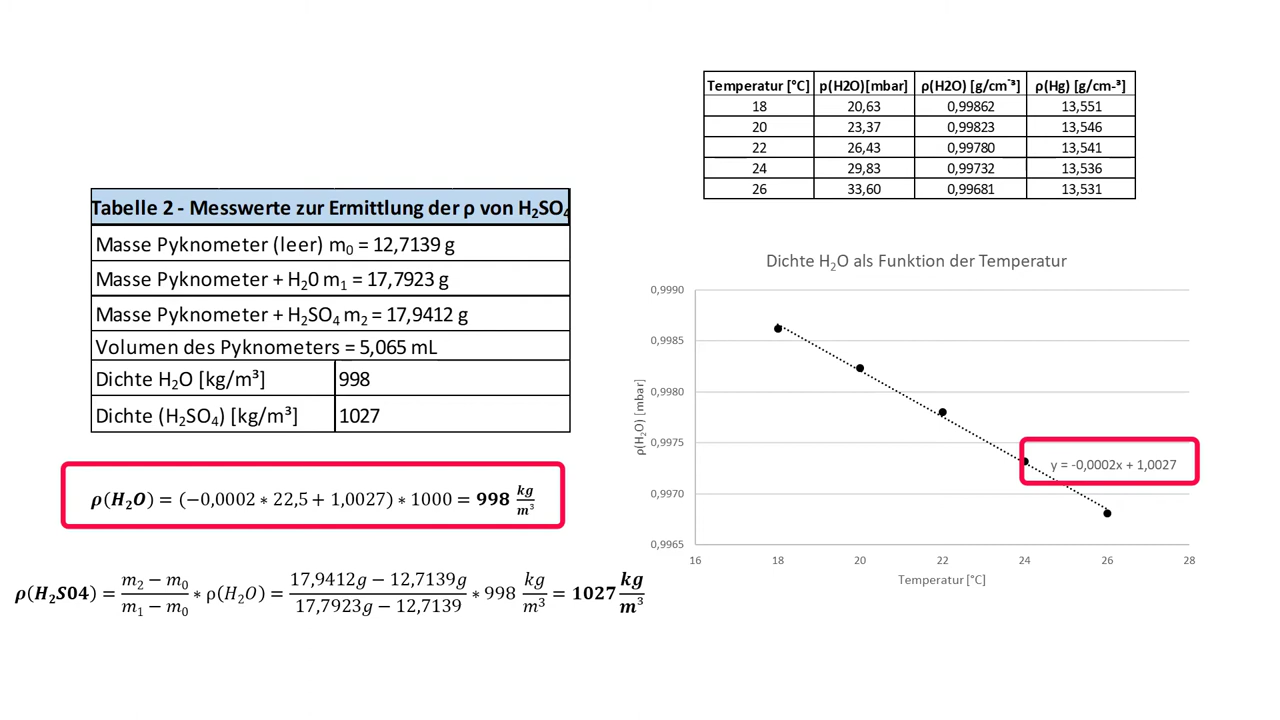 Temperatur [°C] p(H2O)[mbar] ρ(H2O) [g/cm⁻³] ρ(Hg) [g/cm-³]
18 20,63 0,99862 13,551
20 23,37 0,99823 13,546
22 26,43 0,99780 13,541
24 29,83 0,99732 13,536
26 33,60 0,99681 13,531
Tabelle 2 - Messwerte zur Ermittlung der ρ von H₂SO₄
Masse Pyknometer (leer) m₀ = 12,7139 g
Masse Pyknometer + H₂0 m₁ = 17,7923 g
Masse Pyknometer + H₂SO₄ m₂ = 17,9412 g
Volumen des Pyknometers = 5,065 mL
Dichte H₂O [kg/m³] 998
Dichte (H₂SO₄) [kg/m³] 1027
ρ(H₂O) = (−0,0002 ∗ 22,5 + 1,0027) ∗ 1000 = 998 kg/m³
ρ(H₂S04) = (m₂ − m₀)/(m₁ − m₀) ∗ ρ(H₂O) = (17,9412g − 12,7139g)/(17,7923g − 12,7139) ∗ 998 kg/m³ = 1027 kg/m³
Dichte H₂O als Funktion der Temperatur
ρ(H₂O) [mbar]
0,9990
0,9985
0,9980
0,9975
0,9970
0,9965
y = -0,0002x + 1,0027
16 18 20 22 24 26 28
Temperatur [°C]